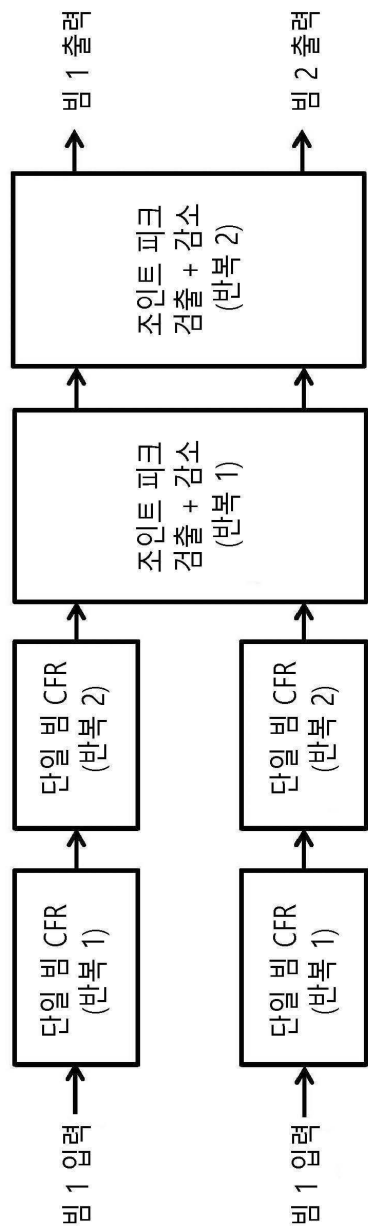 빔 1 입력
단일 빔 CFR
(반복 1)
단일 빔 CFR
(반복 2)
빔 1 입력
단일 빔 CFR
(반복 1)
단일 빔 CFR
(반복 2)
조인트 피크
검출 + 감소
(반복 1)
조인트 피크
검출 + 감소
(반복 2)
빔 1 출력
빔 2 출력